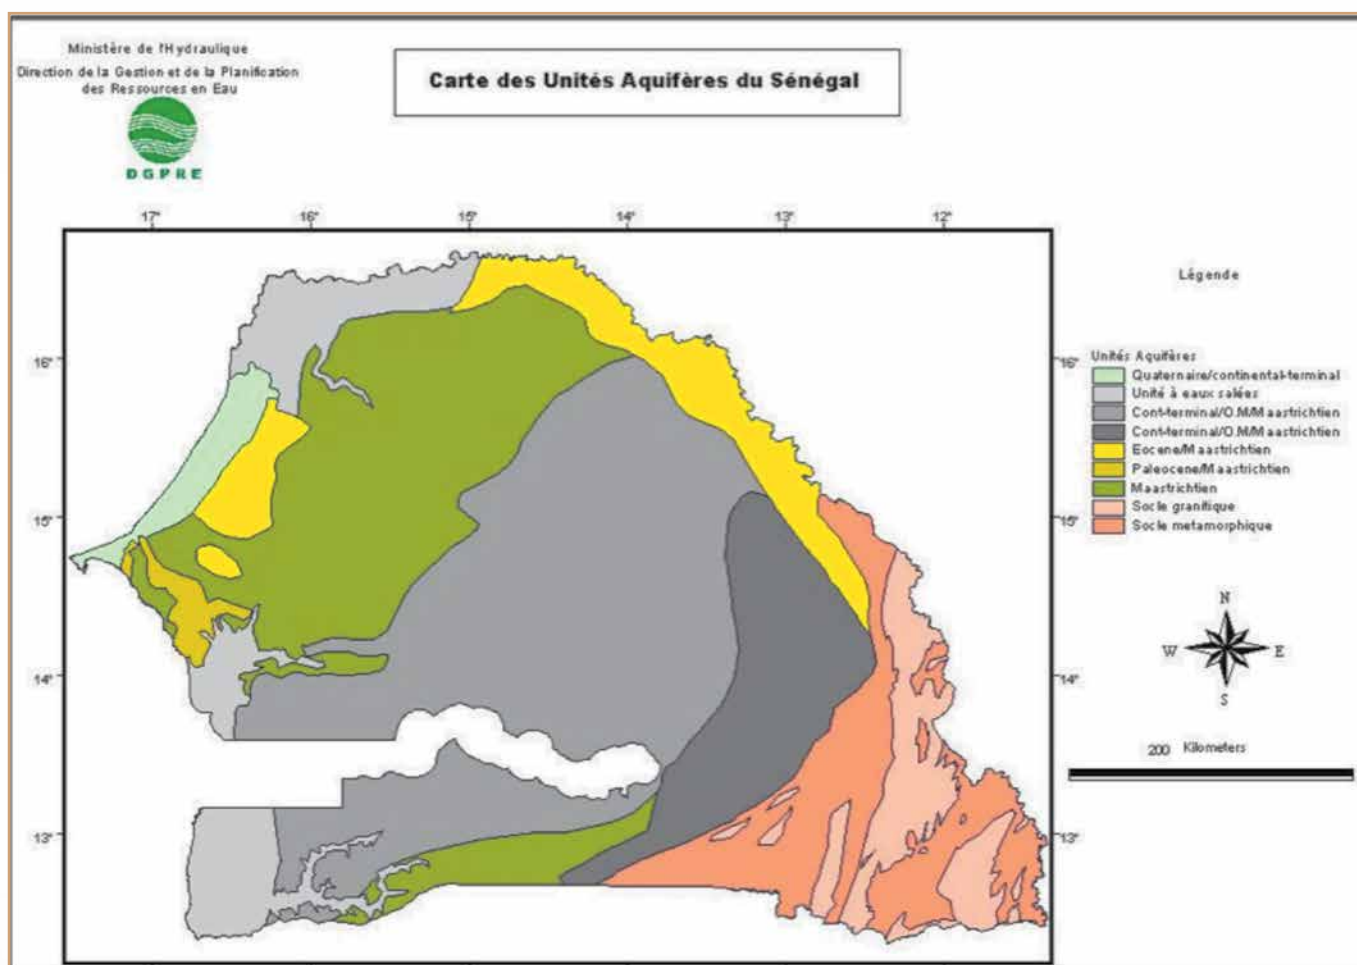 Ministère de l'Hydraulique
Direction de la Gestion et de la Planification
des Ressources en Eau
DGPRE
Carte des Unités Aquifères du Sénégal
17° 16° 15° 14° 13° 12°
Légende
16° 16°
15° 15°
14° 14°
13° 13°
Unités Aquifères
Quaternaire/continental-terminal
Unité à eaux salées
Cont-terminal/O.M/Maastrichtien
Cont-terminal/O.M/Maastrichtien
Eocene/Maastrichtien
Paleocene/Maastrichtien
Maastrichtien
Socle granitique
Socle metamorphique
N
W E
S
200 Kilometers